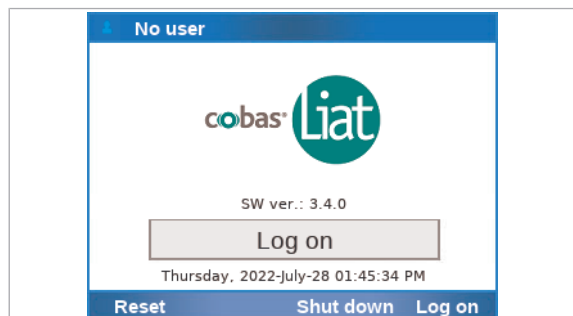 No user
cobas®
Liat
SW ver.: 3.4.0
Log on
Thursday, 2022-July-28 01:45:34 PM
Reset Shut down Log on